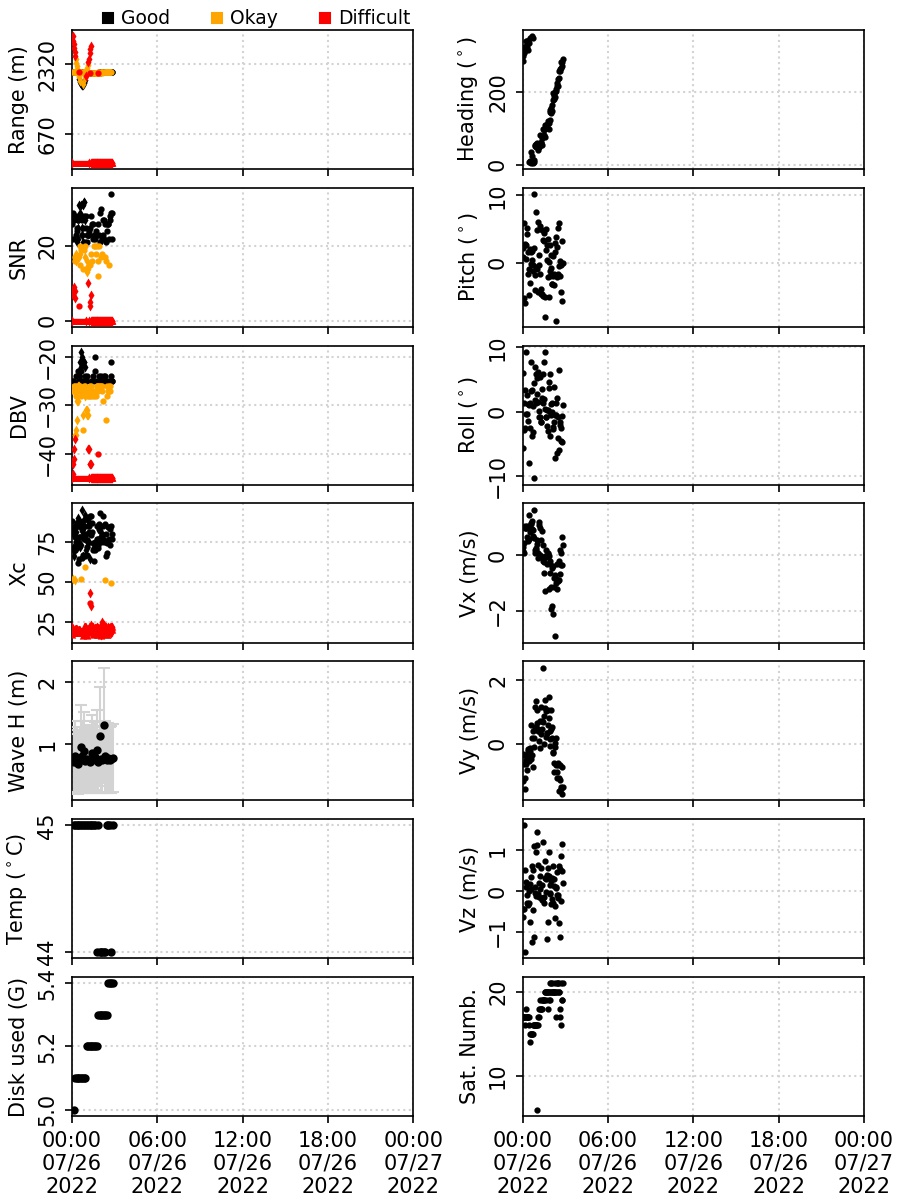 Good Okay Difficult
Range (m)
2320
670
Heading (°)
200
0
SNR
20
0
Pitch (°)
10
0
DBV
−20
−30
−40
Roll (°)
10
0
−10
Xc
75
50
25
Vx (m/s)
0
−2
Wave H (m)
2
1
Vy (m/s)
2
0
Temp (°C)
45
44
Vz (m/s)
1
0
−1
Disk used (G)
5.4
5.2
5.0
Sat. Numb.
20
10
00:00 06:00 12:00 18:00 00:00
07/26 07/26 07/26 07/26 07/27
2022 2022 2022 2022 2022
00:00 06:00 12:00 18:00 00:00
07/26 07/26 07/26 07/26 07/27
2022 2022 2022 2022 2022